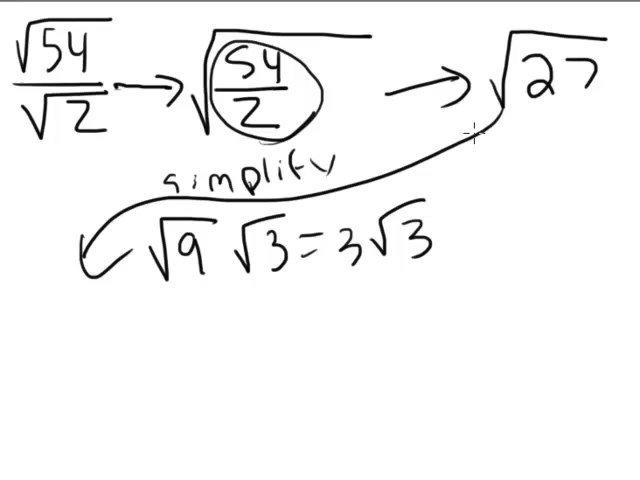 √54/√2 → √(54/2) → √27
simplify
√9 √3 = 3√3